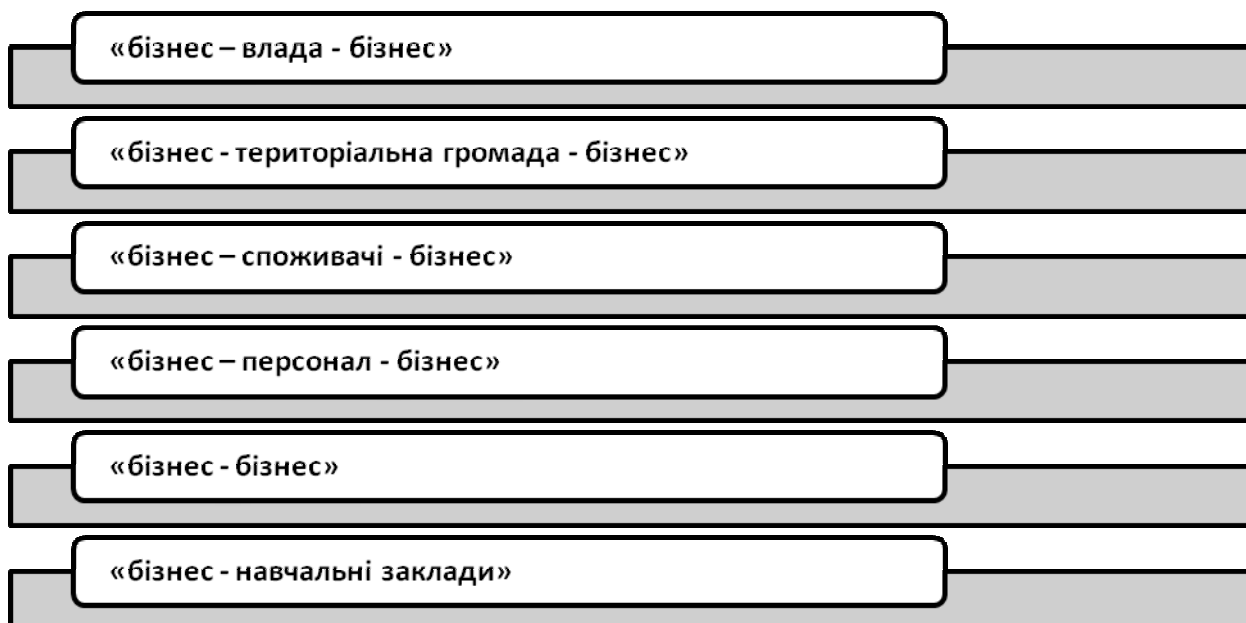 «бізнес – влада - бізнес»
«бізнес - територіальна громада - бізнес»
«бізнес – споживачі - бізнес»
«бізнес – персонал - бізнес»
«бізнес - бізнес»
«бізнес - навчальні заклади»